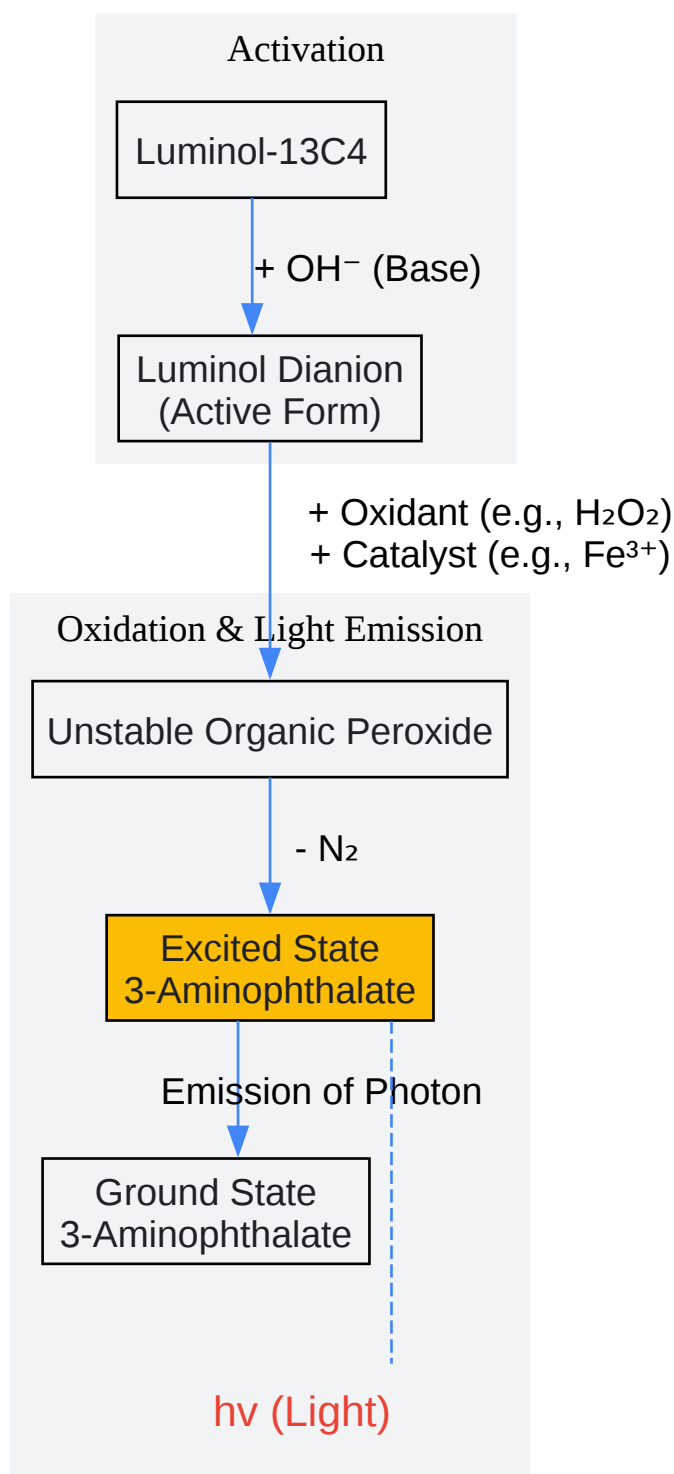 Activation
Luminol-13C4
+ OH⁻ (Base)
Luminol Dianion
(Active Form)
+ Oxidant (e.g., H₂O₂)
+ Catalyst (e.g., Fe³⁺)
Oxidation & Light Emission
Unstable Organic Peroxide
- N₂
Excited State
3-Aminophthalate
Emission of Photon
Ground State
3-Aminophthalate
hv (Light)